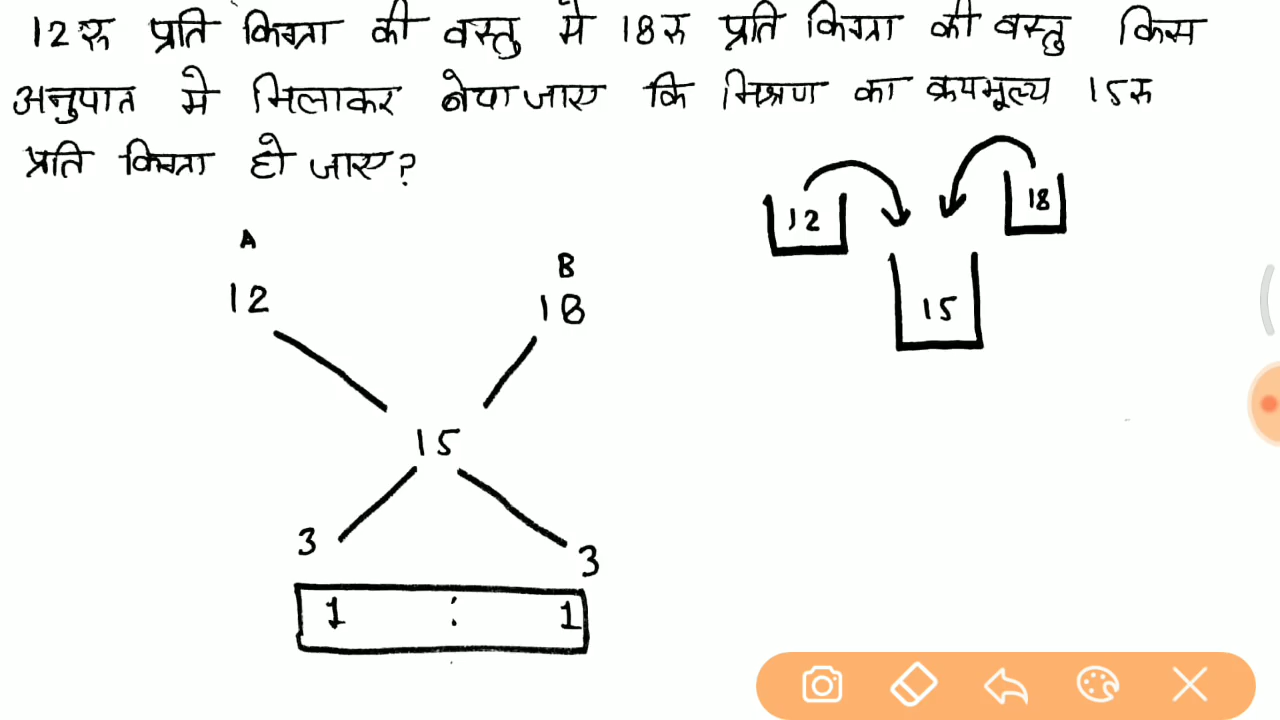 12रु प्रति किग्रा की वस्तु मे 18रु प्रति किग्रा की वस्तु किस
अनुपात मे मिलाकर बेचा जाए कि मिश्रण का क्रयमूल्य 15रु
प्रति किग्रा हो जाए?
12 18
15
A
B
12 18
15
3 3
1 : 1